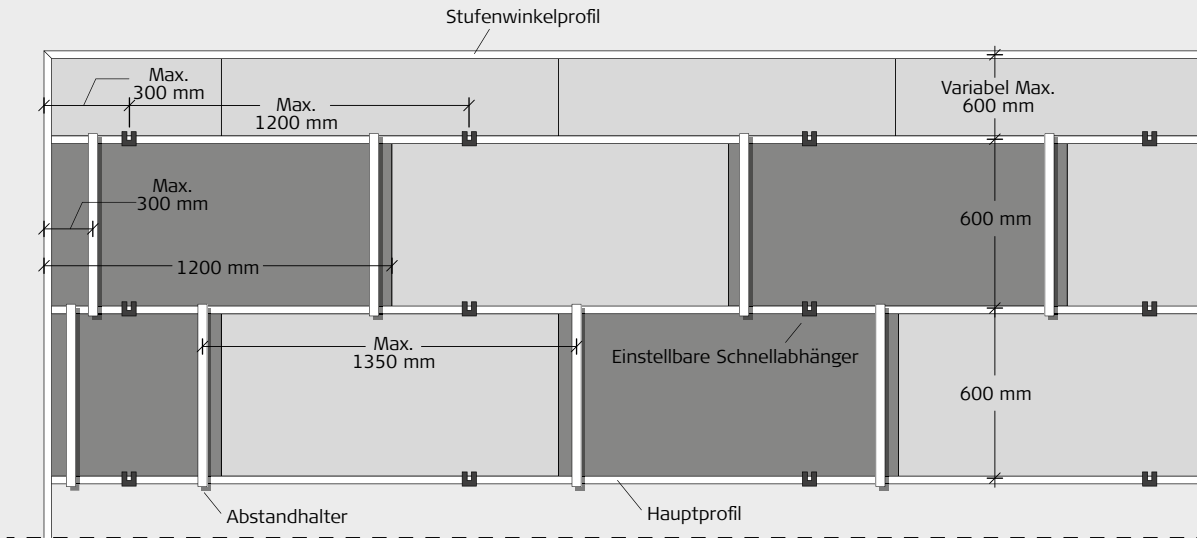 Stufenwinkelprofil
Max.
300 mm
Max.
1200 mm
Variabel Max.
600 mm
Max.
300 mm
600 mm
1200 mm
Max.
1350 mm
Einstellbare Schnellabhänger
600 mm
Abstandhalter
Hauptprofil